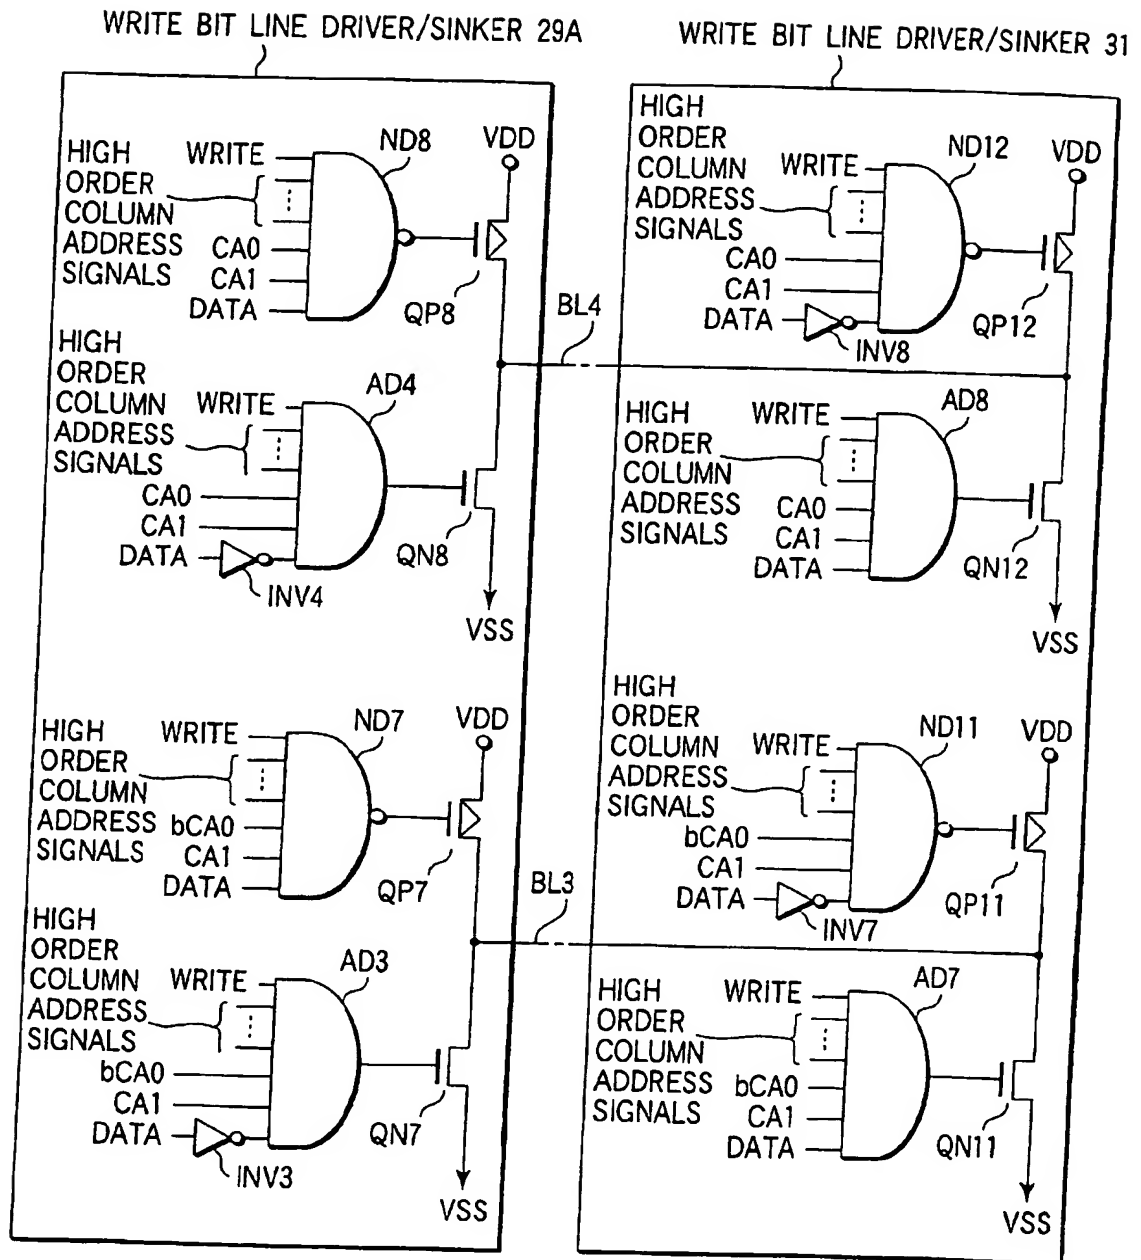 WRITE BIT LINE DRIVER/SINKER 29A
HIGH
ORDER
COLUMN
ADDRESS
SIGNALS
WRITE
CA0
CA1
DATA
ND8
VDD
QP8
BL4
HIGH
ORDER
COLUMN
ADDRESS
SIGNALS
WRITE
CA0
CA1
DATA
INV4
AD4
QN8
VSS
HIGH
ORDER
COLUMN
ADDRESS
SIGNALS
WRITE
bCA0
CA1
DATA
ND7
VDD
QP7
BL3
HIGH
ORDER
COLUMN
ADDRESS
SIGNALS
WRITE
bCA0
CA1
DATA
INV3
AD3
QN7
VSS
WRITE BIT LINE DRIVER/SINKER 31
HIGH
ORDER
COLUMN
ADDRESS
SIGNALS
WRITE
CA0
CA1
DATA
INV8
ND12
VDD
QP12
HIGH
ORDER
COLUMN
ADDRESS
SIGNALS
WRITE
CA0
CA1
DATA
AD8
QN12
VSS
HIGH
ORDER
COLUMN
ADDRESS
SIGNALS
WRITE
bCA0
CA1
DATA
INV7
ND11
VDD
QP11
HIGH
ORDER
COLUMN
ADDRESS
SIGNALS
WRITE
bCA0
CA1
DATA
AD7
QN11
VSS